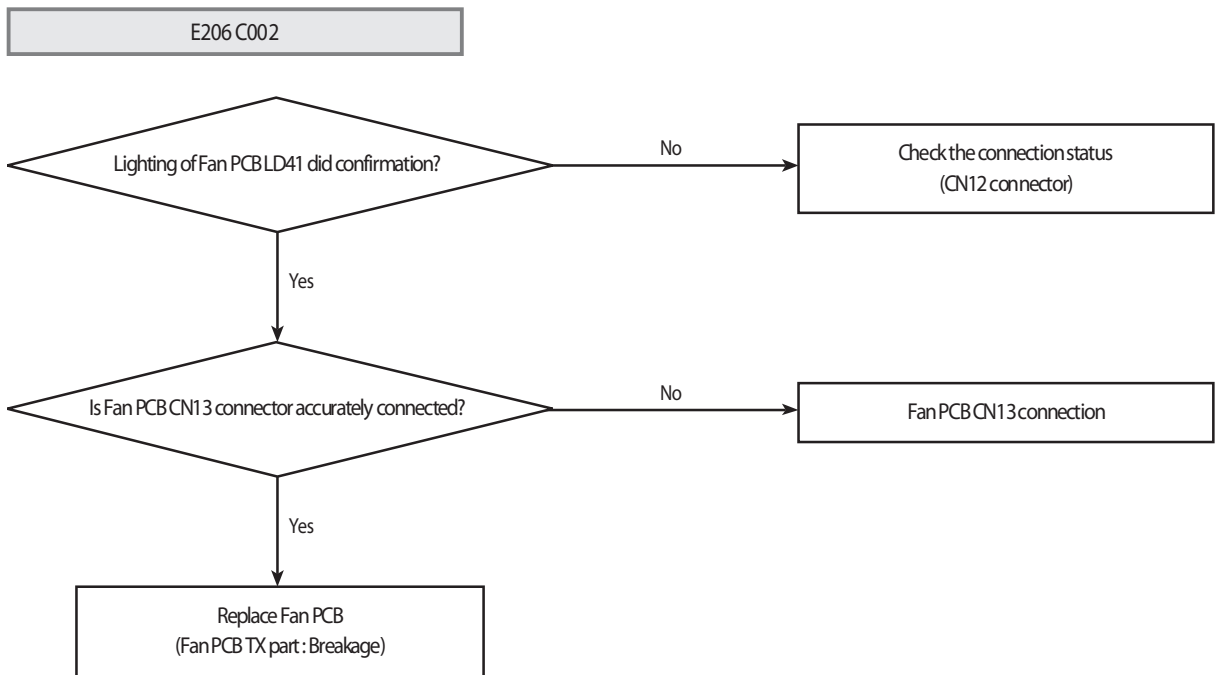 E206 C002
Lighting of Fan PCB LD41 did confirmation?
No
Check the connection status
(CN12 connector)
Yes
Is Fan PCB CN13 connector accurately connected?
No
Fan PCB CN13 connection
Yes
Replace Fan PCB
(Fan PCB TX part : Breakage)